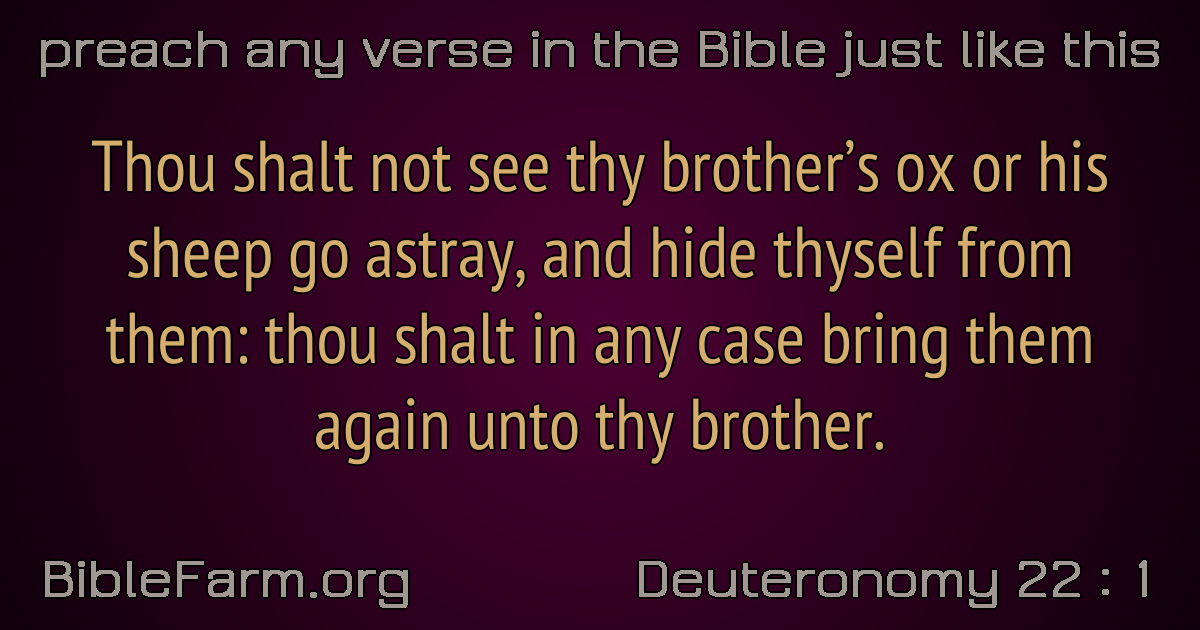 preach any verse in the Bible just like this
Thou shalt not see thy brother’s ox or his
sheep go astray, and hide thyself from
them: thou shalt in any case bring them
again unto thy brother.
BibleFarm.org
Deuteronomy 22 : 1